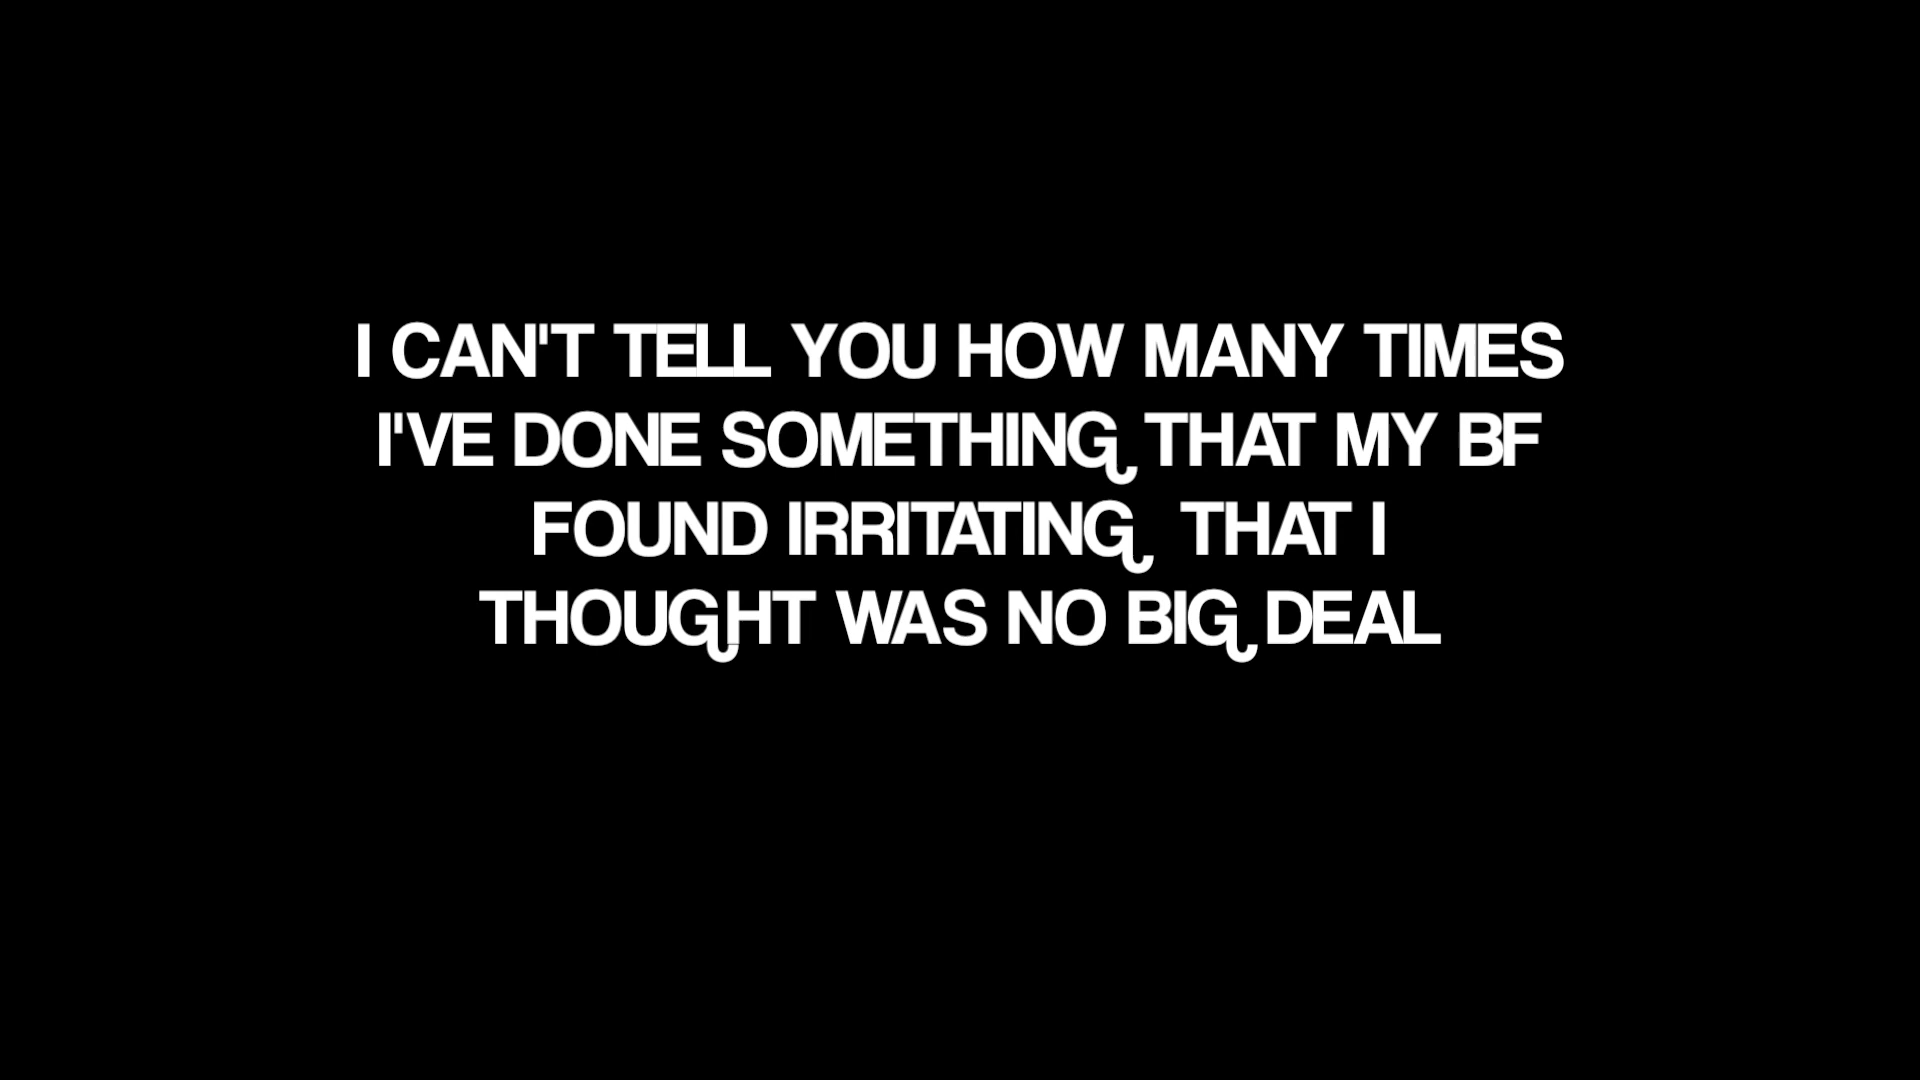 I CAN'T TELL YOU HOW MANY TIMES
I'VE DONE SOMETHING THAT MY BF
FOUND IRRITATING, THAT I
THOUGHT WAS NO BIG DEAL